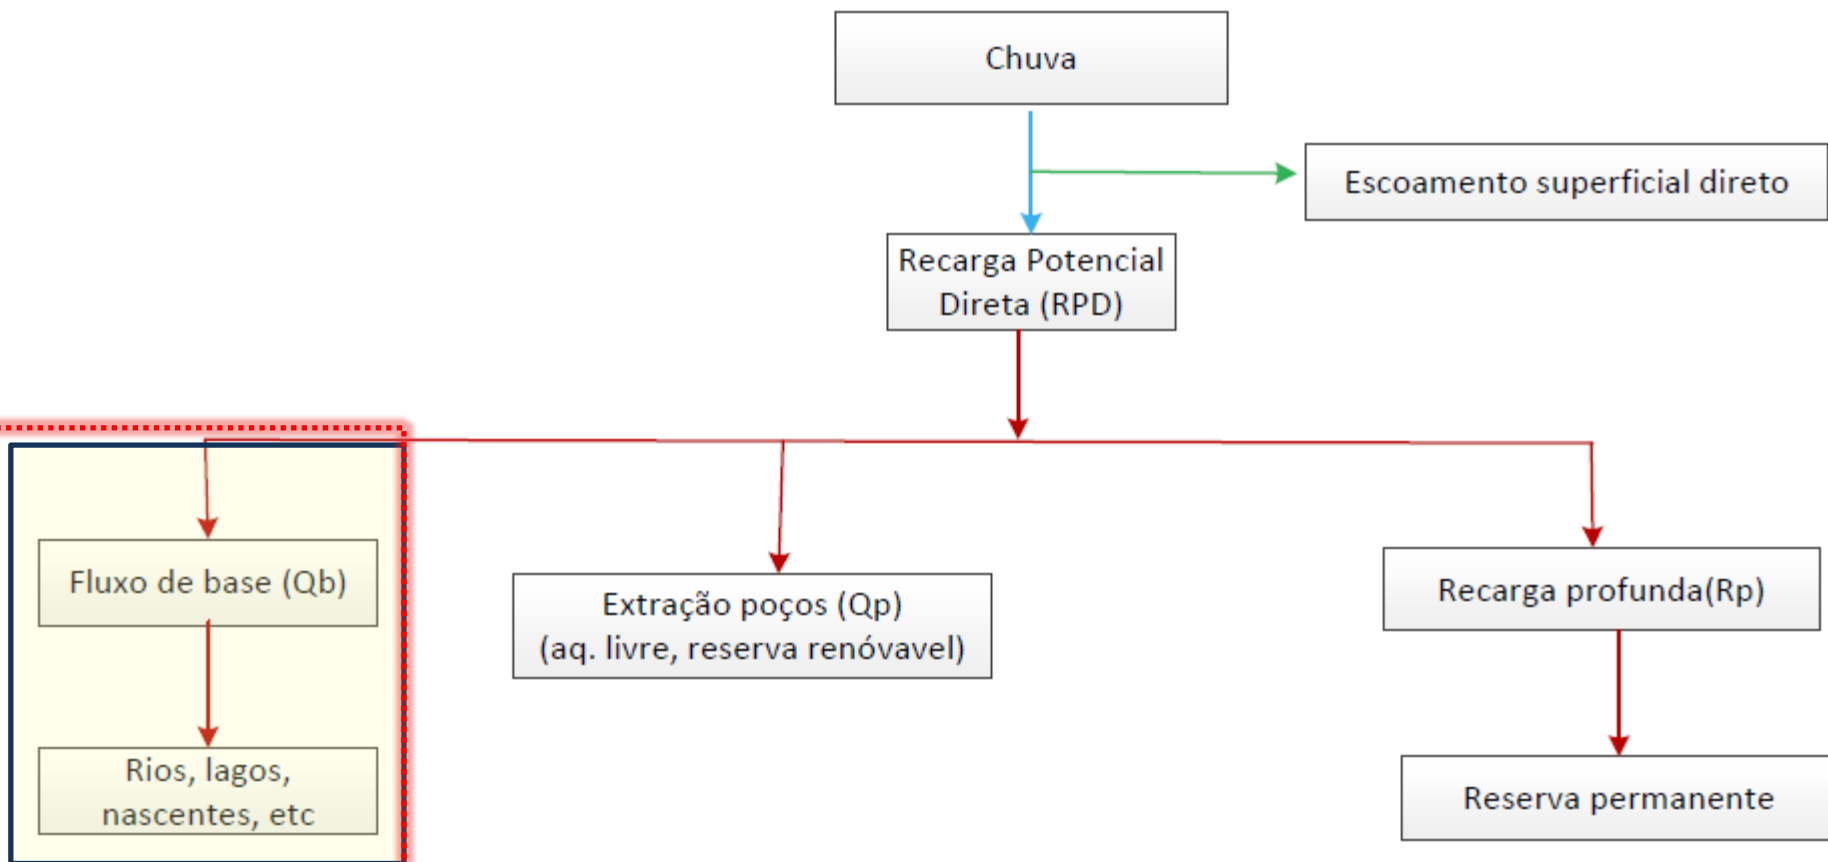 Chuva
Escoamento superficial direto
Recarga Potencial
Direta (RPD)
Fluxo de base (Qb)
Extração poços (Qp)
(aq. livre, reserva renóvavel)
Recarga profunda(Rp)
Rios, lagos,
nascentes, etc
Reserva permanente